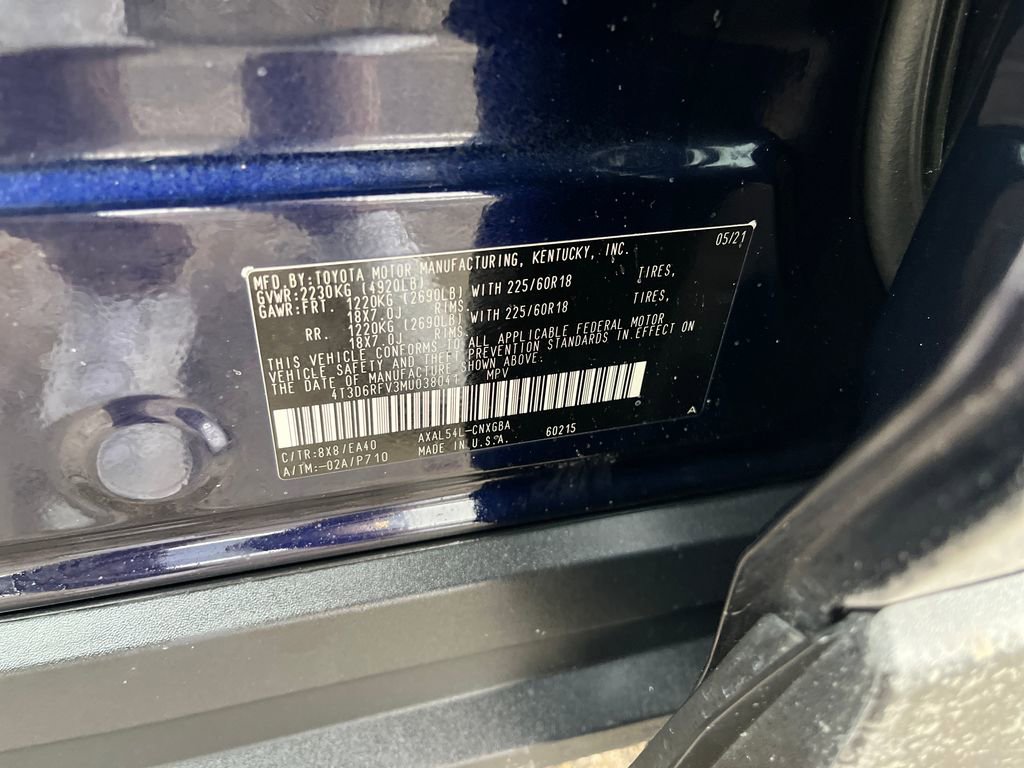 MFD.BY:TOYOTA MOTOR MANUFACTURING, KENTUCKY, INC. 05/21
GVWR:2230KG (4920LB)
GAWR:FRT. 1220KG (2690LB) WITH 225/60R18 TIRES,
18X7.0J RIMS
RR. 1220KG (2690LB) WITH 225/60R18 TIRES,
18X7.0J RIMS
THIS VEHICLE CONFORMS TO ALL APPLICABLE FEDERAL MOTOR
VEHICLE SAFETY AND THEFT PREVENTION STANDARDS IN EFFECT ON
THE DATE OF MANUFACTURE SHOWN ABOVE.
4T3D6RFV3MU038041 MPV
C/TR:8X8/EA40 AXAL54L-CNXGBA 60215 A
A/TM:-02A/P710 MADE IN U.S.A.